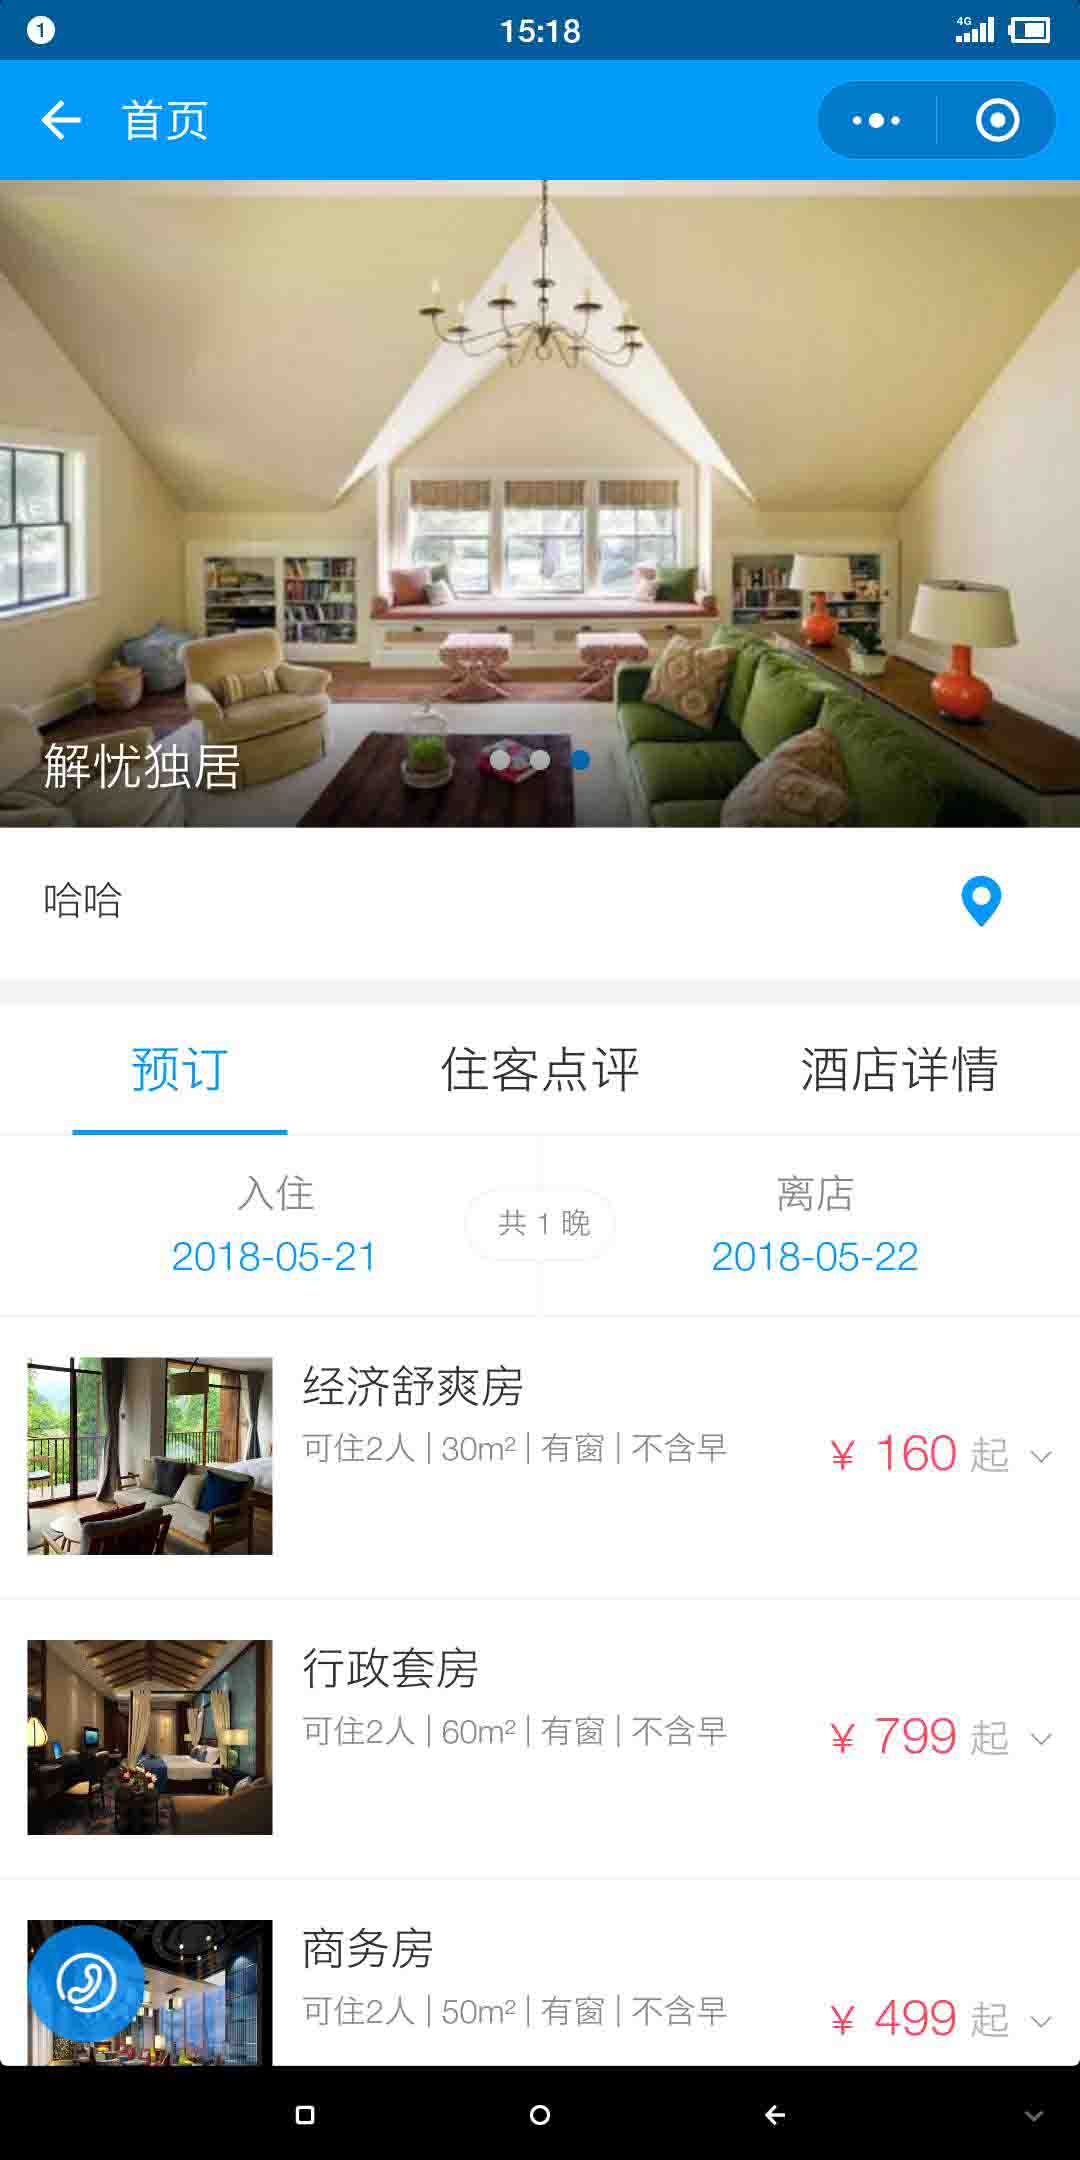 1
15:18
4G
首页
解忧独居
哈哈
预订
住客点评
酒店详情
入住
共 1 晚
离店
2018-05-21
2018-05-22
经济舒爽房
可住2人 | 30m² | 有窗 | 不含早
¥ 160 起
行政套房
可住2人 | 60m² | 有窗 | 不含早
¥ 799 起
商务房
可住2人 | 50m² | 有窗 | 不含早
¥ 499 起